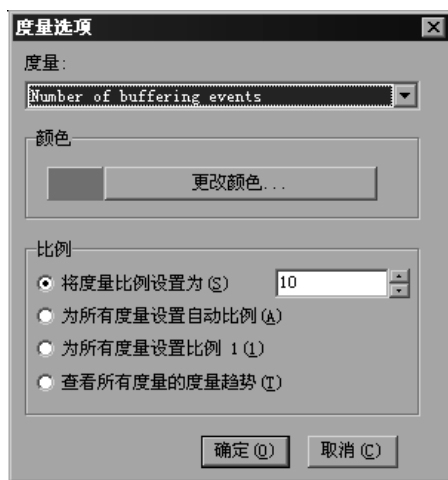 度量选项
度量:
Number of buffering events
颜色
更改颜色...
比例
将度量比例设置为(S) 10
为所有度量设置自动比例(A)
为所有度量设置比例 1(1)
查看所有度量的度量趋势(T)
确定(O) 取消(C)